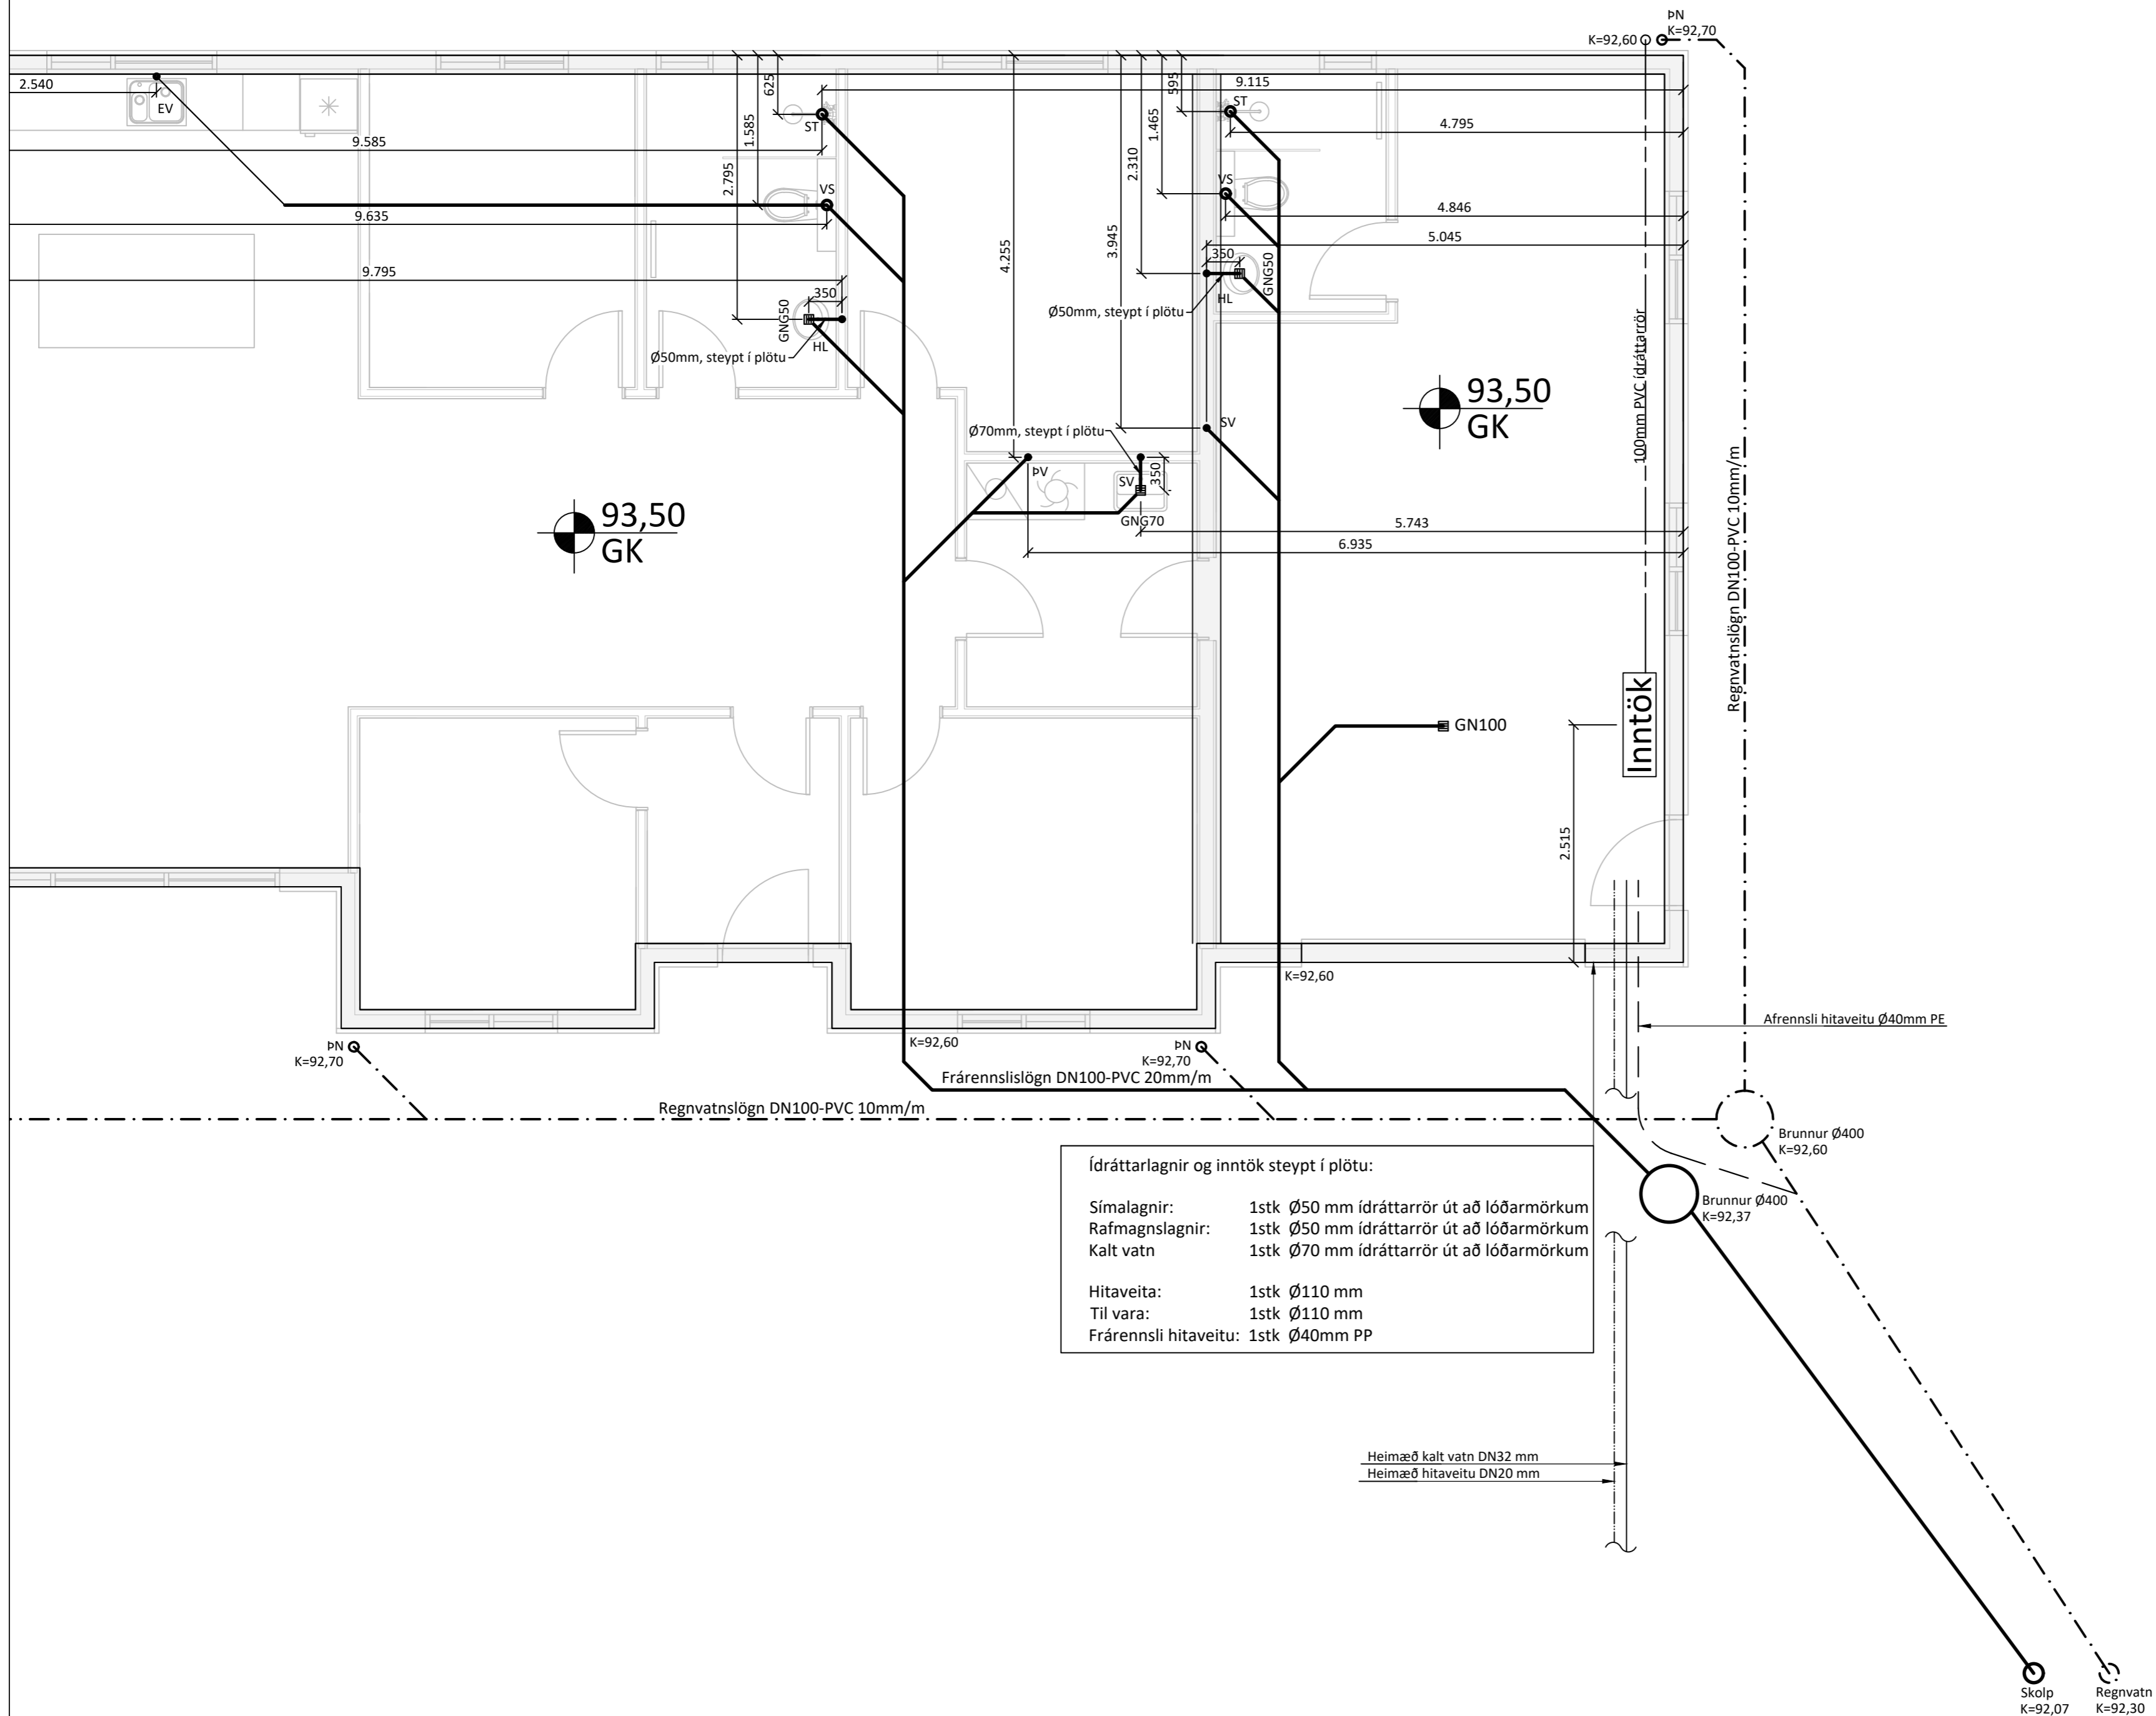 ÞN
K=92,70
K=92,60
2.540
EV
625
ST
9.115
595
ST
4.795
9.585
1.585
2.795
VS
9.635
1.465
2.310
VS
4.846
5.045
3.945
4.255
9.795
350
GNG50
HL
Ø50mm, steypt í plötu
350
GNG50
HL
Ø50mm, steypt í plötu
100mm PVC ídráttarrör
93,50
GK
SV
Ø70mm, steypt í plötu
ÞV
SV
350
GNG70
93,50
GK
5.743
6.935
Regnvatnslögn DN100-PVC 10mm/m
Inntök
GN100
2.515
K=92,60
Afrennsli hitaveitu Ø40mm PE
ÞN
K=92,70
K=92,60
ÞN
K=92,70
Frárennslislögn DN100-PVC 20mm/m
Regnvatnslögn DN100-PVC 10mm/m
Brunnur Ø400
K=92,60
Brunnur Ø400
K=92,37
Ídráttarlagnir og inntök steypt í plötu:
Símalagnir: 1stk Ø50 mm ídráttarrör út að lóðarmörkum
Rafmagnslagnir: 1stk Ø50 mm ídráttarrör út að lóðarmörkum
Kalt vatn 1stk Ø70 mm ídráttarrör út að lóðarmörkum
Hitaveita: 1stk Ø110 mm
Til vara: 1stk Ø110 mm
Frárennsli hitaveitu: 1stk Ø40mm PP
Heimæð kalt vatn DN32 mm
Heimæð hitaveitu DN20 mm
Skolp
K=92,07
Regnvatn
K=92,30